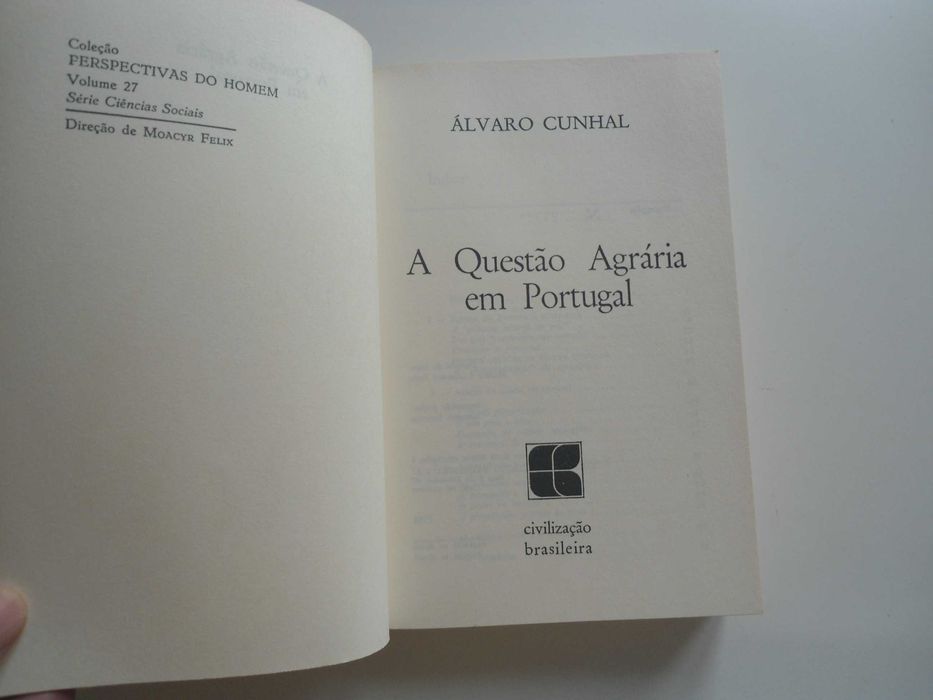 Coleção
PERSPECTIVAS DO HOMEM
Volume 27
Série Ciências Sociais
Direção de MOACYR FELIX
ÁLVARO CUNHAL
A Questão Agrária
em Portugal
civilização
brasileira